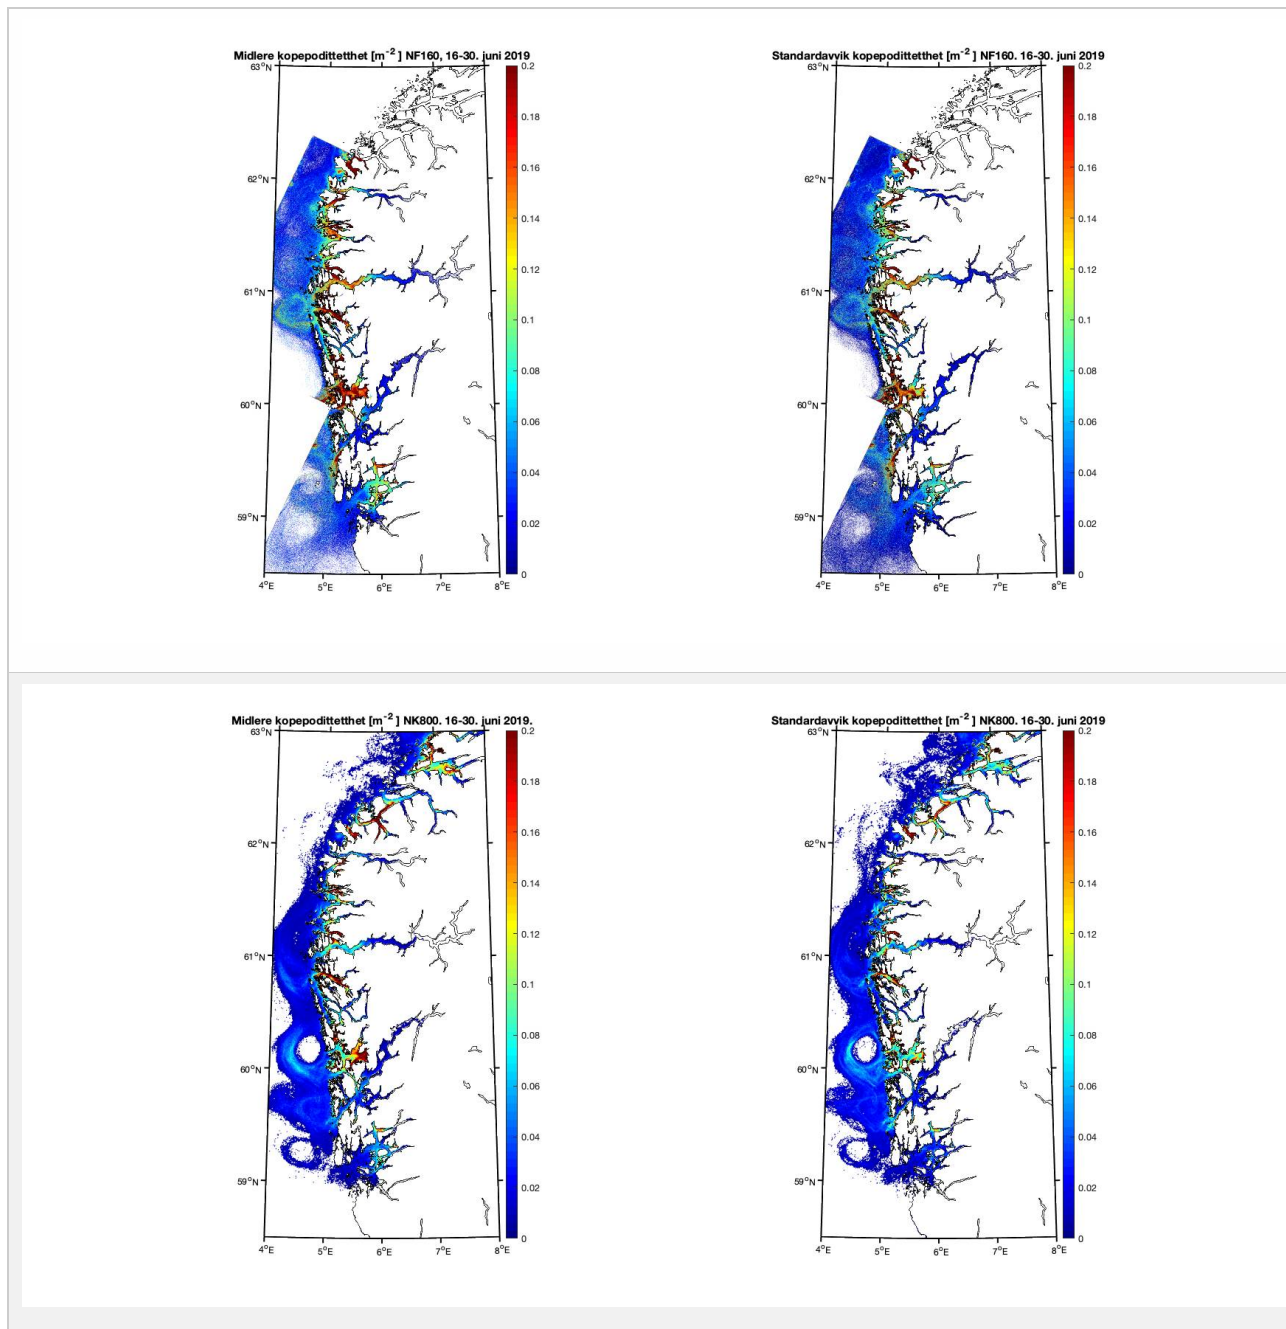 Midlere kopepodittetthet [m⁻² ] NF160, 16-30. juni 2019
63°N
62°N
61°N
60°N
59°N
4°E 5°E 6°E 7°E 8°E
0.2
0.18
0.16
0.14
0.12
0.1
0.08
0.06
0.04
0.02
0
Standardavvik kopepodittetthet [m⁻² ] NF160. 16-30. juni 2019
63°N
62°N
61°N
60°N
59°N
4°E 5°E 6°E 7°E 8°E
0.2
0.18
0.16
0.14
0.12
0.1
0.08
0.06
0.04
0.02
0
Midlere kopepodittetthet [m⁻² ] NK800. 16-30. juni 2019.
63°N
62°N
61°N
60°N
59°N
4°E 5°E 6°E 7°E 8°E
0.2
0.18
0.16
0.14
0.12
0.1
0.08
0.06
0.04
0.02
0
Standardavvik kopepodittetthet [m⁻² ] NK800. 16-30. juni 2019
63°N
62°N
61°N
60°N
59°N
4°E 5°E 6°E 7°E 8°E
0.2
0.18
0.16
0.14
0.12
0.1
0.08
0.06
0.04
0.02
0